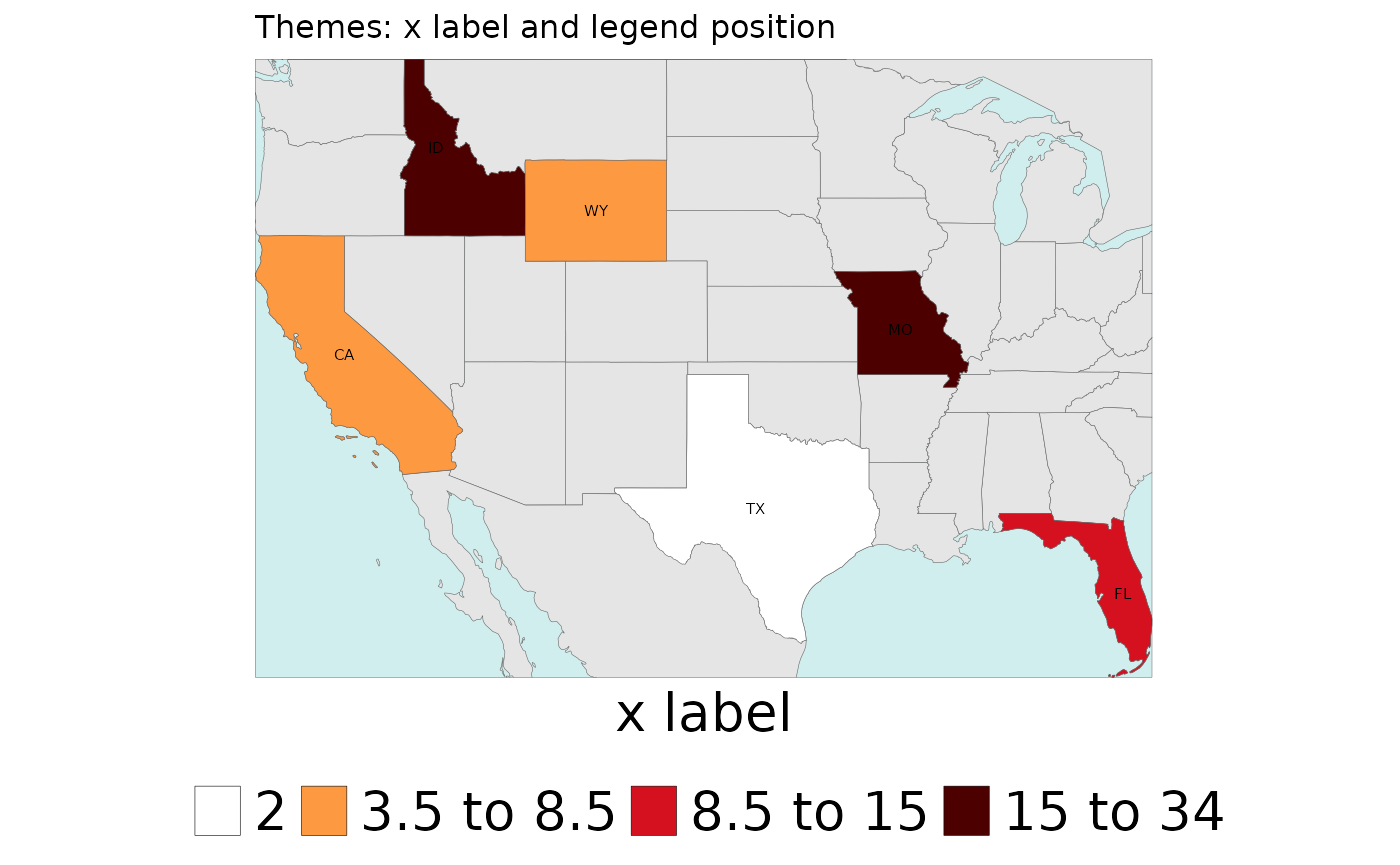 Themes: x label and legend position
ID
WY
MO
CA
TX
FL
x label
2 3.5 to 8.5 8.5 to 15 15 to 34